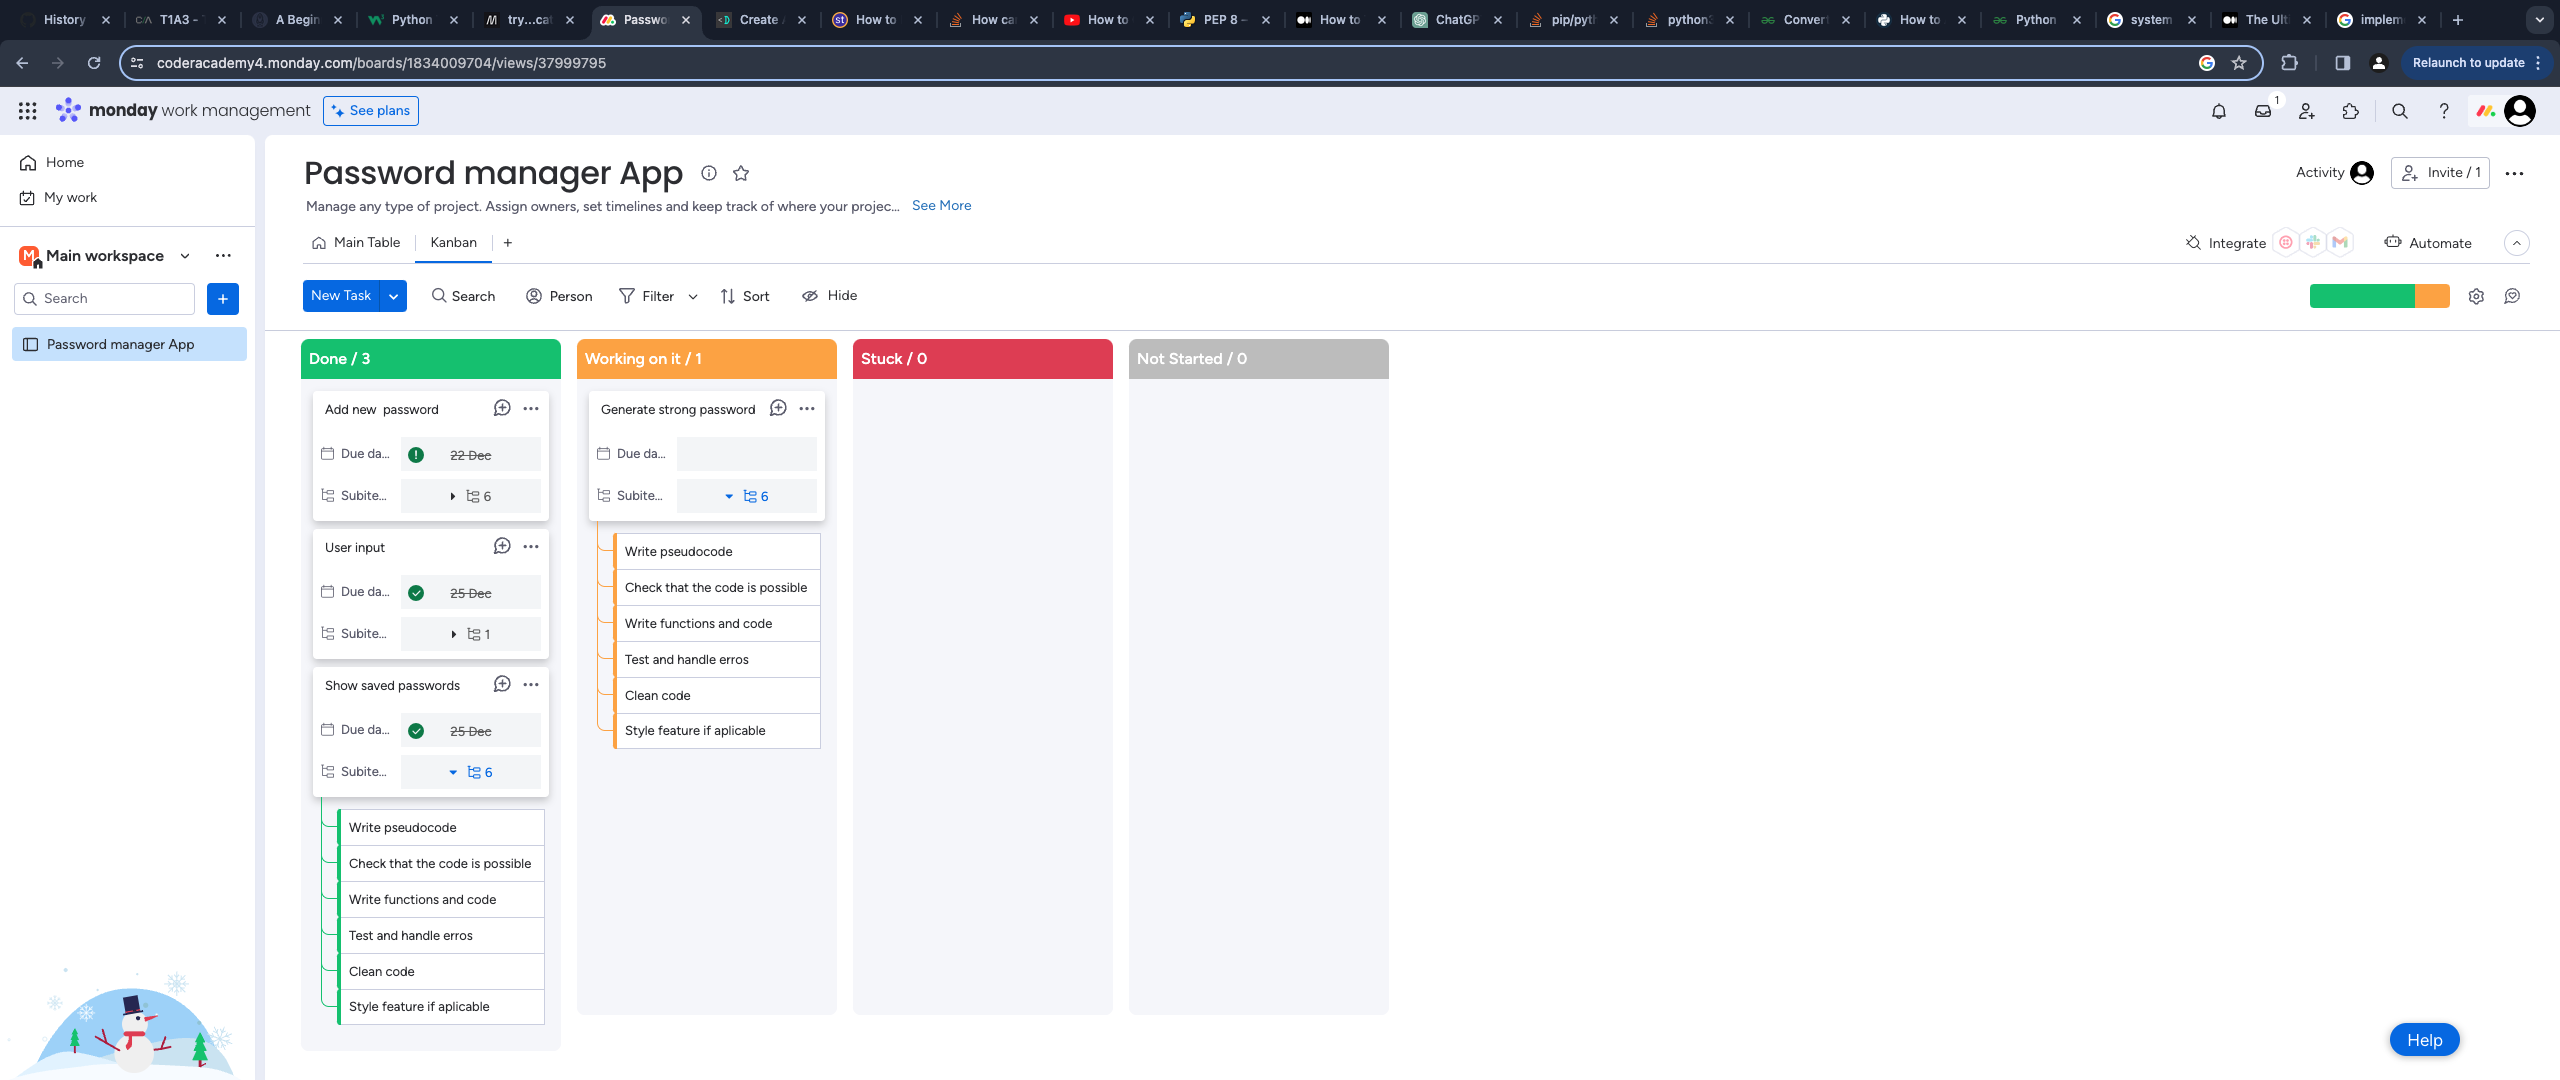 History
T1A3 -
A Begin
Python
try...cat
Passwo
Create
How to
How ca
How to
PEP 8 –
How to
ChatGP
pip/pyth
python3
Convert
How to
Python
system
The Ulti
implem
coderacademy4.monday.com/boards/1834009704/views/37999795
Relaunch to update
monday work management
See plans
1
Home
My work
M
Main workspace
Search
+
Password manager App
Password manager App
Activity
Invite / 1
Manage any type of project. Assign owners, set timelines and keep track of where your projec...
See More
Main Table
Kanban
+
Integrate
Automate
New Task
Search
Person
Filter
Sort
Hide
Done / 3
Add new password
Due da...
22 Dec
Subite...
6
User input
Due da...
25 Dec
Subite...
1
Show saved passwords
Due da...
25 Dec
Subite...
6
Write pseudocode
Check that the code is possible
Write functions and code
Test and handle erros
Clean code
Style feature if aplicable
Working on it / 1
Generate strong password
Due da...
Subite...
6
Write pseudocode
Check that the code is possible
Write functions and code
Test and handle erros
Clean code
Style feature if aplicable
Stuck / 0
Not Started / 0
Help